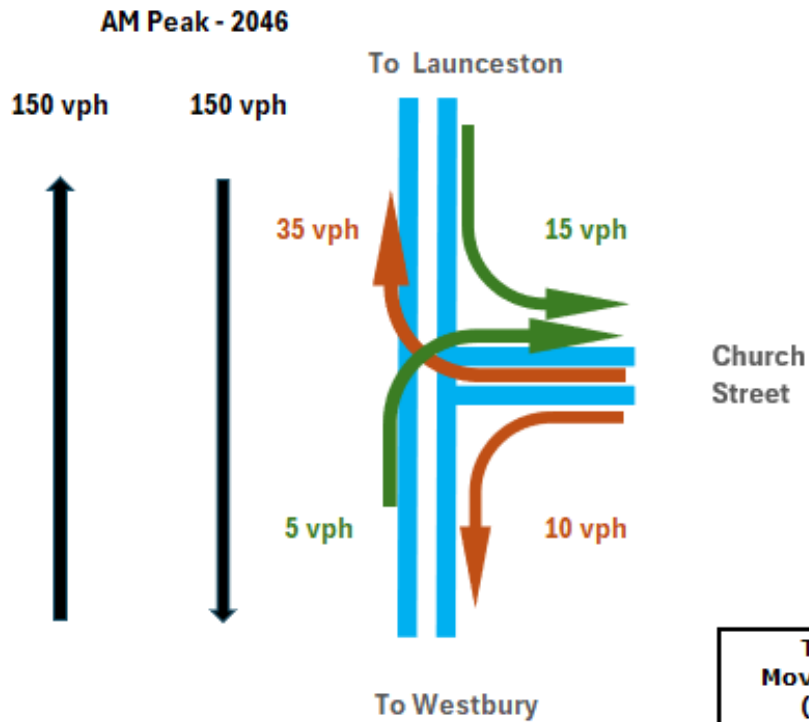 AM Peak - 2046
To Launceston
150 vph
150 vph
35 vph
15 vph
Church
Street
5 vph
10 vph
To Westbury